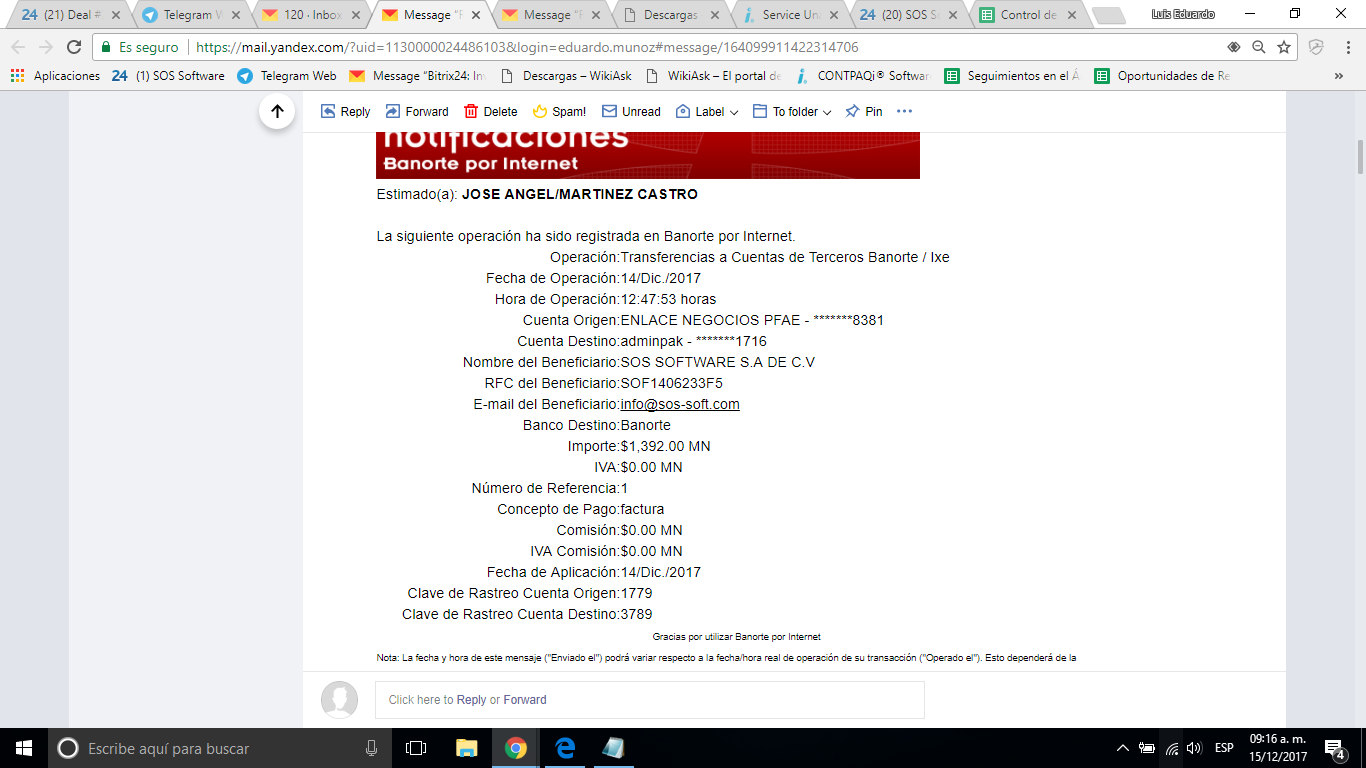 24 (21) Deal #
Telegram W
120 · Inbox
Message "F
Message "F
Descargas
Service Un
24 (20) SOS S
Control de
Luis Eduardo
Es seguro
https://mail.yandex.com/?uid=1130000024486103&login=eduardo.munoz#message/164099911422314706
Aplicaciones
24 (1) SOS Software
Telegram Web
Message "Bitrix24: In
Descargas – WikiAsk
WikiAsk – El portal de
CONTPAQi® Softwar
Seguimientos en el Á
Oportunidades de Re
»
Reply
Forward
Delete
Spam!
Unread
Label
To folder
Pin
notificaciones
Banorte por Internet
Estimado(a): JOSE ANGEL/MARTINEZ CASTRO
La siguiente operación ha sido registrada en Banorte por Internet.
Operación:Transferencias a Cuentas de Terceros Banorte / Ixe
Fecha de Operación:14/Dic./2017
Hora de Operación:12:47:53 horas
Cuenta Origen:ENLACE NEGOCIOS PFAE - *******8381
Cuenta Destino:adminpak - *******1716
Nombre del Beneficiario:SOS SOFTWARE S.A DE C.V
RFC del Beneficiario:SOF1406233F5
E-mail del Beneficiario:info@sos-soft.com
Banco Destino:Banorte
Importe:$1,392.00 MN
IVA:$0.00 MN
Número de Referencia:1
Concepto de Pago:factura
Comisión:$0.00 MN
IVA Comisión:$0.00 MN
Fecha de Aplicación:14/Dic./2017
Clave de Rastreo Cuenta Origen:1779
Clave de Rastreo Cuenta Destino:3789
Gracias por utilizar Banorte por Internet
Nota: La fecha y hora de este mensaje ("Enviado el") podrá variar respecto a la fecha/hora real de operación de su transacción ("Operado el"). Esto dependerá de la
Click here to Reply or Forward
Escribe aquí para buscar
ESP
09:16 a. m.
15/12/2017
4